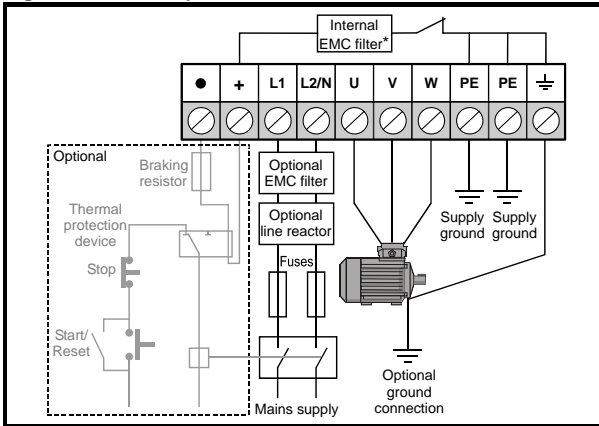 Internal
EMC filter*
● + L1 L2/N U V W PE PE ⏚
Optional
Braking
resistor
Thermal
protection
device
Stop
Start/
Reset
Optional
EMC filter
Optional
line reactor
Fuses
Mains supply
Supply
ground
Supply
ground
Optional
ground
connection